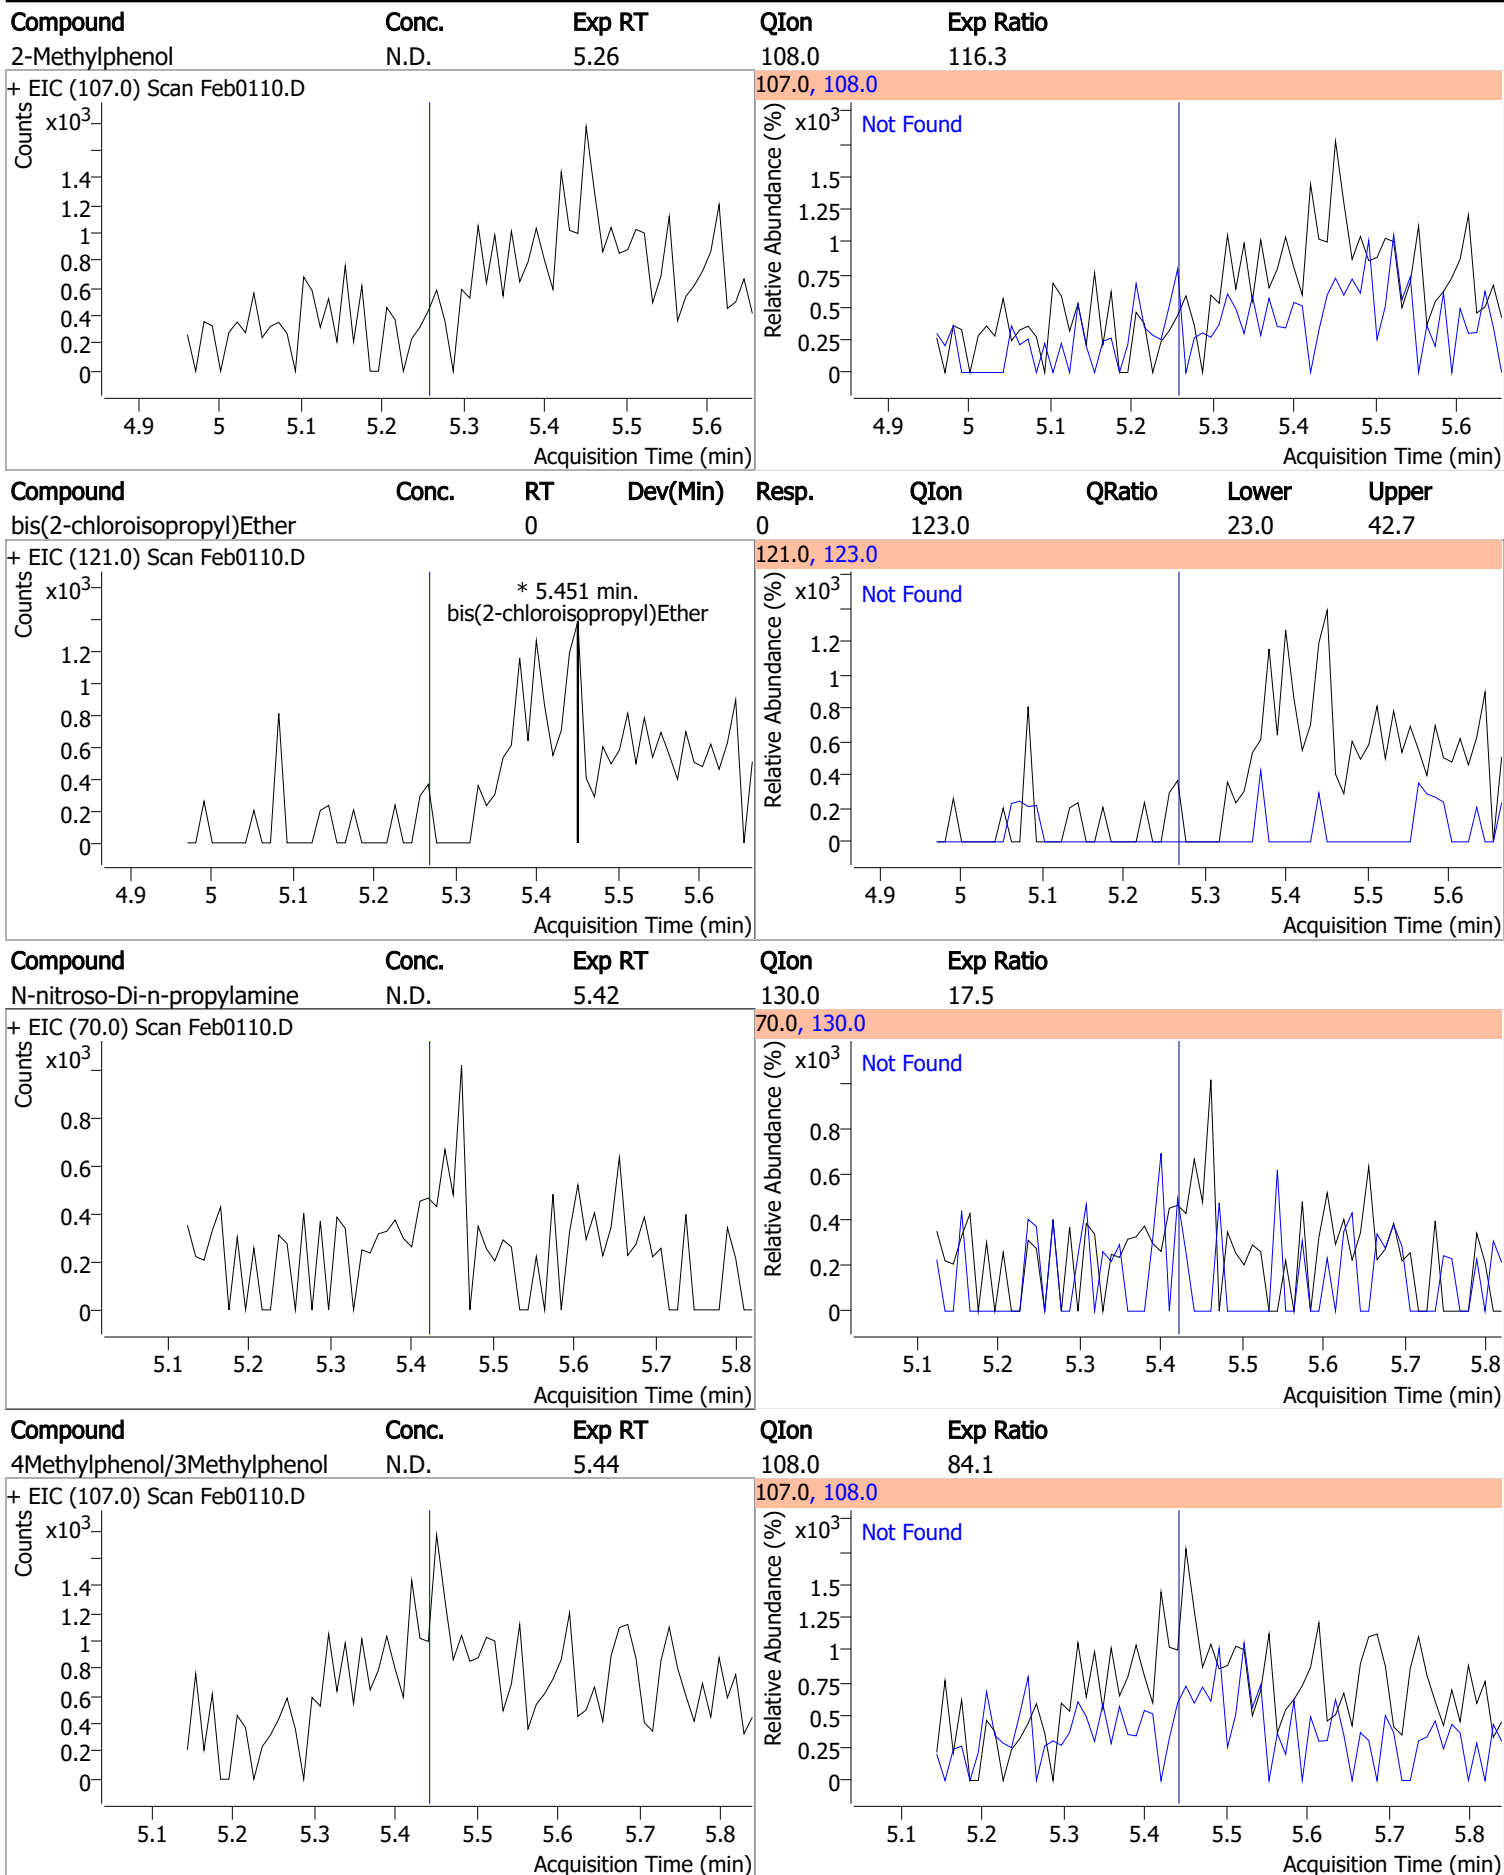 Compound Conc. Exp RT QIon Exp Ratio
2-Methylphenol N.D. 5.26 108.0 116.3
+ EIC (107.0) Scan Feb0110.D
Counts
x10³
1.4
1.2
1
0.8
0.6
0.4
0.2
0
4.9 5 5.1 5.2 5.3 5.4 5.5 5.6
Acquisition Time (min)
107.0, 108.0
Relative Abundance (%)
x10³
Not Found
1.5
1.25
1
0.75
0.5
0.25
0
4.9 5 5.1 5.2 5.3 5.4 5.5 5.6
Acquisition Time (min)
Compound Conc. RT Dev(Min) Resp. QIon QRatio Lower Upper
bis(2-chloroisopropyl)Ether 0 0 123.0 23.0 42.7
+ EIC (121.0) Scan Feb0110.D
Counts
x10³
* 5.451 min.
bis(2-chloroisopropyl)Ether
1.2
1
0.8
0.6
0.4
0.2
0
4.9 5 5.1 5.2 5.3 5.4 5.5 5.6
Acquisition Time (min)
121.0, 123.0
Relative Abundance (%)
x10³
Not Found
1.2
1
0.8
0.6
0.4
0.2
0
4.9 5 5.1 5.2 5.3 5.4 5.5 5.6
Acquisition Time (min)
Compound Conc. Exp RT QIon Exp Ratio
N-nitroso-Di-n-propylamine N.D. 5.42 130.0 17.5
+ EIC (70.0) Scan Feb0110.D
Counts
x10³
0.8
0.6
0.4
0.2
0
5.1 5.2 5.3 5.4 5.5 5.6 5.7 5.8
Acquisition Time (min)
70.0, 130.0
Relative Abundance (%)
x10³
Not Found
0.8
0.6
0.4
0.2
0
5.1 5.2 5.3 5.4 5.5 5.6 5.7 5.8
Acquisition Time (min)
Compound Conc. Exp RT QIon Exp Ratio
4Methylphenol/3Methylphenol N.D. 5.44 108.0 84.1
+ EIC (107.0) Scan Feb0110.D
Counts
x10³
1.4
1.2
1
0.8
0.6
0.4
0.2
0
5.1 5.2 5.3 5.4 5.5 5.6 5.7 5.8
Acquisition Time (min)
107.0, 108.0
Relative Abundance (%)
x10³
Not Found
1.5
1.25
1
0.75
0.5
0.25
0
5.1 5.2 5.3 5.4 5.5 5.6 5.7 5.8
Acquisition Time (min)